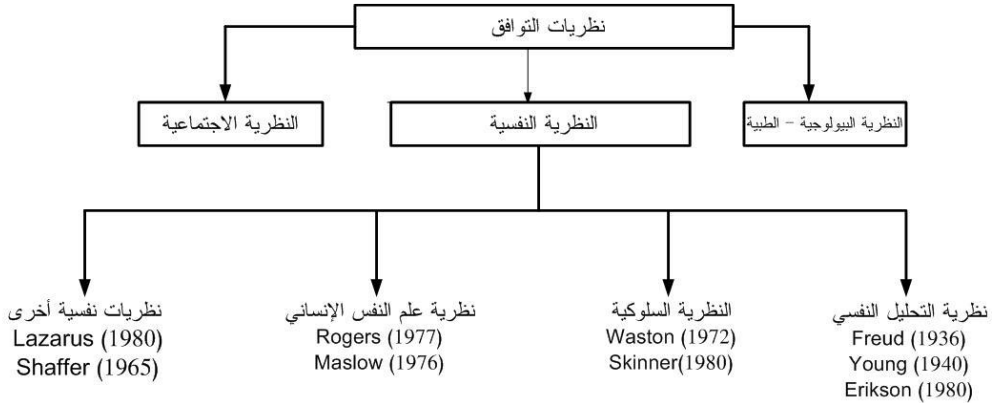 نظريات التوافق
النظرية البيولوجية - الطبية
النظرية النفسية
النظرية الاجتماعية
نظرية التحليل النفسي
Freud (1936)
Young (1940)
Erikson (1980)
النظرية السلوكية
Waston (1972)
Skinner(1980)
نظرية علم النفس الإنساني
Rogers (1977)
Maslow (1976)
نظريات نفسية أخرى
Lazarus (1980)
Shaffer (1965)